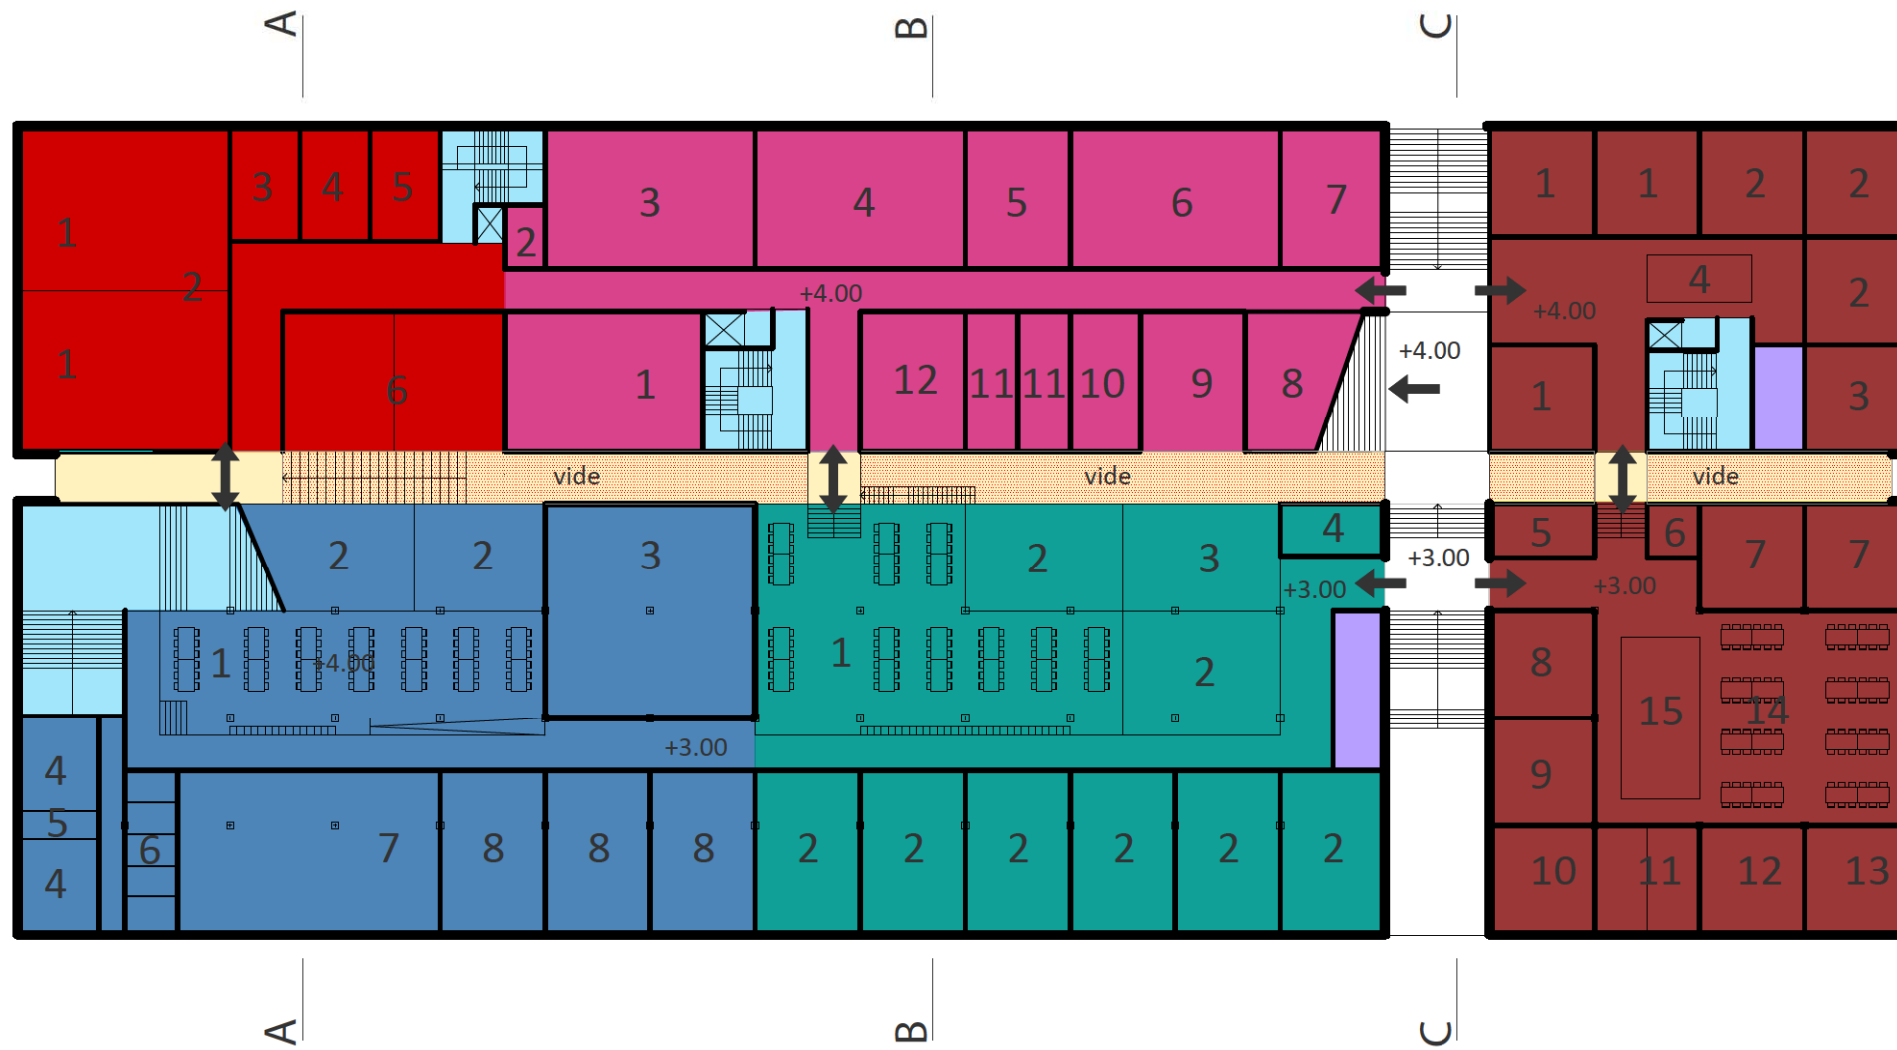 A B C
1 3 4 5 3 4 5 6 7 1 1 2 2
2
2 +4.00 4 2
+4.00
1 6 1 12 11 11 10 9 8 +4.00 1 3
vide vide vide
2 2 3 2 3 4 5 6 7 7
+3.00 +3.00 +3.00
1 +4.00 1 2 8
15 14
+3.00
4 9
5
4 6 7 8 8 8 2 2 2 2 2 2 10 11 12 13
A B C